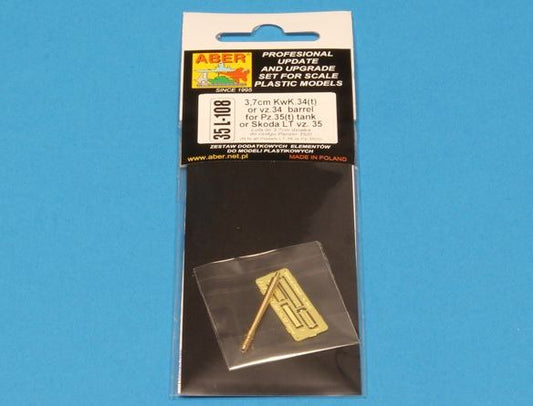 ABER
SINCE 1995
PROFESIONAL
UPDATE
AND UPGRADE
SET FOR SCALE
PLASTIC MODELS
35 L-108
3,7cm KwK.34(t)
or vz.34 barrel
for Pz.35(t) tank
or Skoda LT vz. 35
ZESTAW DODATKOWYCH ELEMENTÓW
DO MODELI PLASTIKOWYCH
www.aber.net.pl
MADE IN POLAND